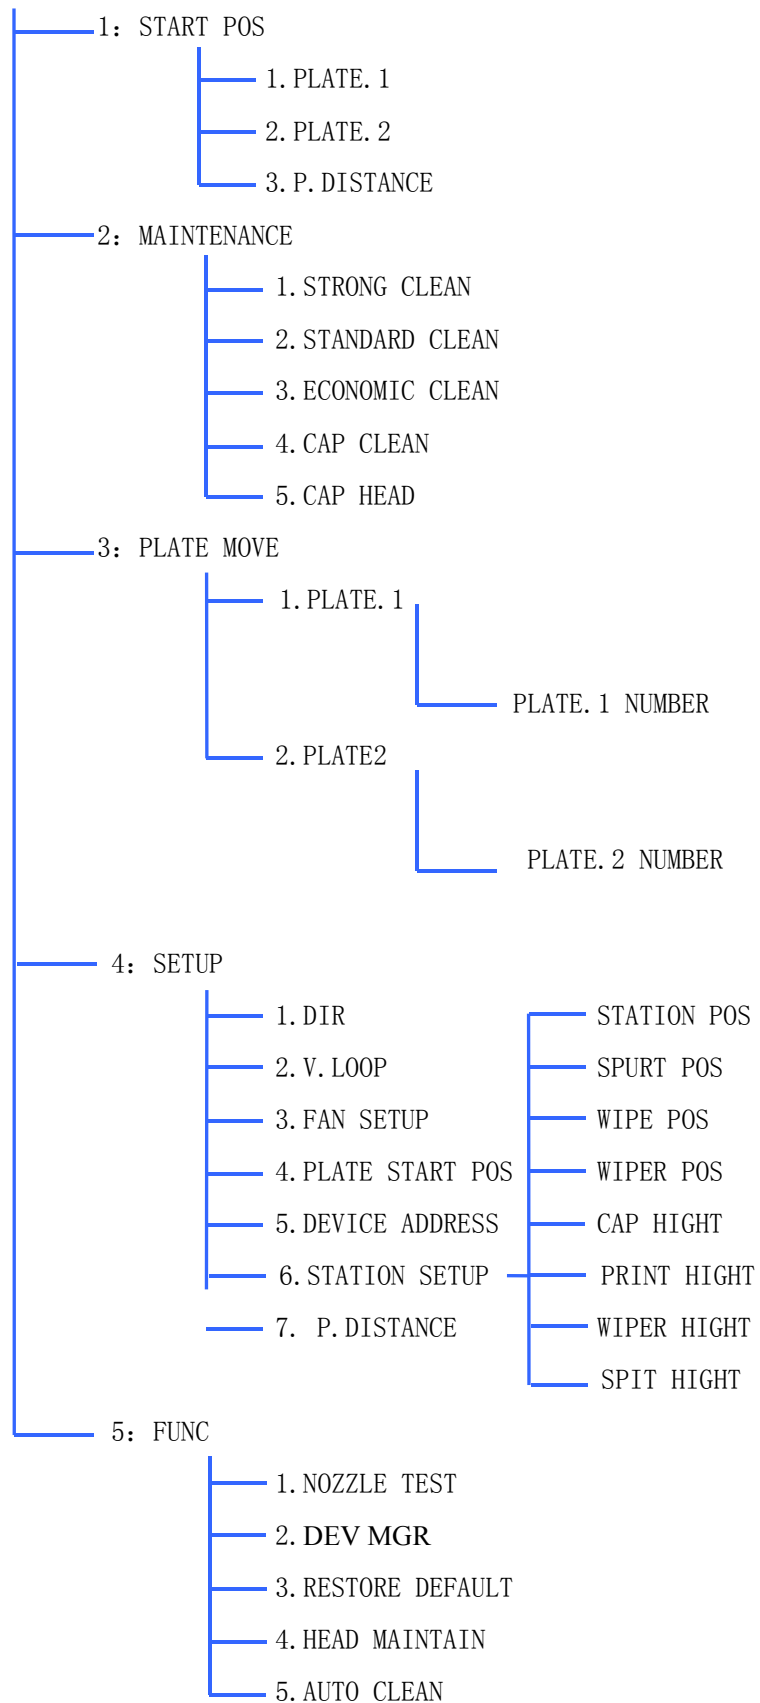 1：START POS
1.PLATE.1
2.PLATE.2
3.P.DISTANCE
2：MAINTENANCE
1.STRONG CLEAN
2.STANDARD CLEAN
3.ECONOMIC CLEAN
4.CAP CLEAN
5.CAP HEAD
3：PLATE MOVE
1.PLATE.1
PLATE.1 NUMBER
2.PLATE2
PLATE.2 NUMBER
4：SETUP
1.DIR
2.V.LOOP
3.FAN SETUP
4.PLATE START POS
5.DEVICE ADDRESS
6.STATION SETUP
7. P.DISTANCE
STATION POS
SPURT POS
WIPE POS
WIPER POS
CAP HIGHT
PRINT HIGHT
WIPER HIGHT
SPIT HIGHT
5：FUNC
1.NOZZLE TEST
2.DEV MGR
3.RESTORE DEFAULT
4.HEAD MAINTAIN
5.AUTO CLEAN